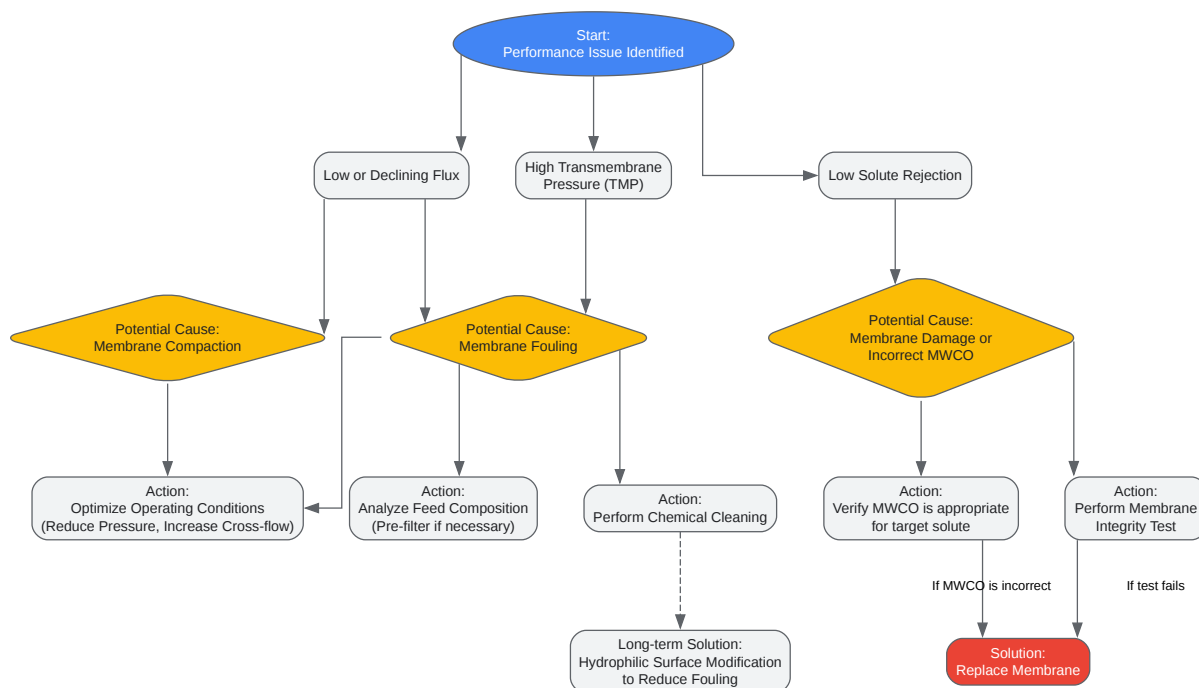 Start:
Performance Issue Identified
Low or Declining Flux
High Transmembrane
Pressure (TMP)
Low Solute Rejection
Potential Cause:
Membrane Compaction
Potential Cause:
Membrane Fouling
Potential Cause:
Membrane Damage or
Incorrect MWCO
Action:
Optimize Operating Conditions
(Reduce Pressure, Increase Cross-flow)
Action:
Analyze Feed Composition
(Pre-filter if necessary)
Action:
Perform Chemical Cleaning
Action:
Verify MWCO is appropriate
for target solute
Action:
Perform Membrane
Integrity Test
If MWCO is incorrect
If test fails
Long-term Solution:
Hydrophilic Surface Modification
to Reduce Fouling
Solution:
Replace Membrane